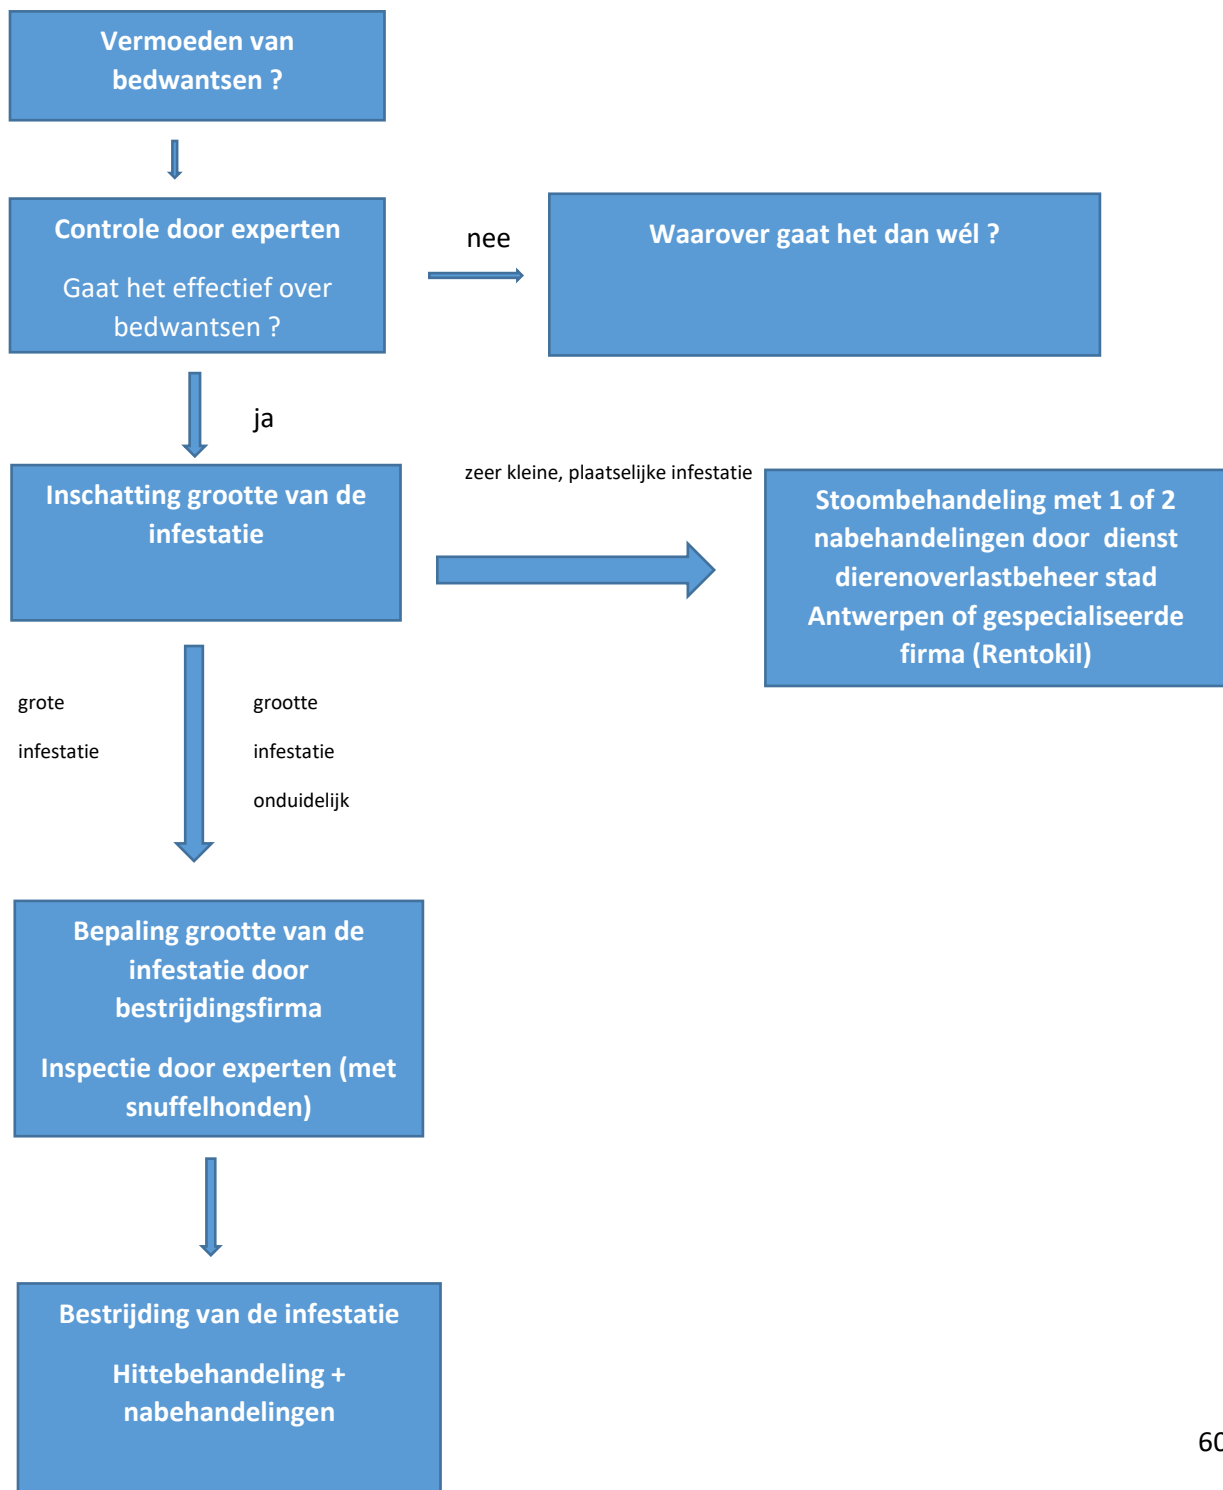 Vermoeden van
bedwantsen ?
Controle door experten
Gaat het effectief over
bedwantsen ?
nee
Waarover gaat het dan wél ?
ja
Inschatting grootte van de
infestatie
zeer kleine, plaatselijke infestatie
Stoombehandeling met 1 of 2
nabehandelingen door dienst
dierenoverlastbeheer stad
Antwerpen of gespecialiseerde
firma (Rentokil)
grote
infestatie
grootte
infestatie
onduidelijk
Bepaling grootte van de
infestatie door
bestrijdingsfirma
Inspectie door experten (met
snuffelhonden)
Bestrijding van de infestatie
Hittebehandeling +
nabehandelingen
60